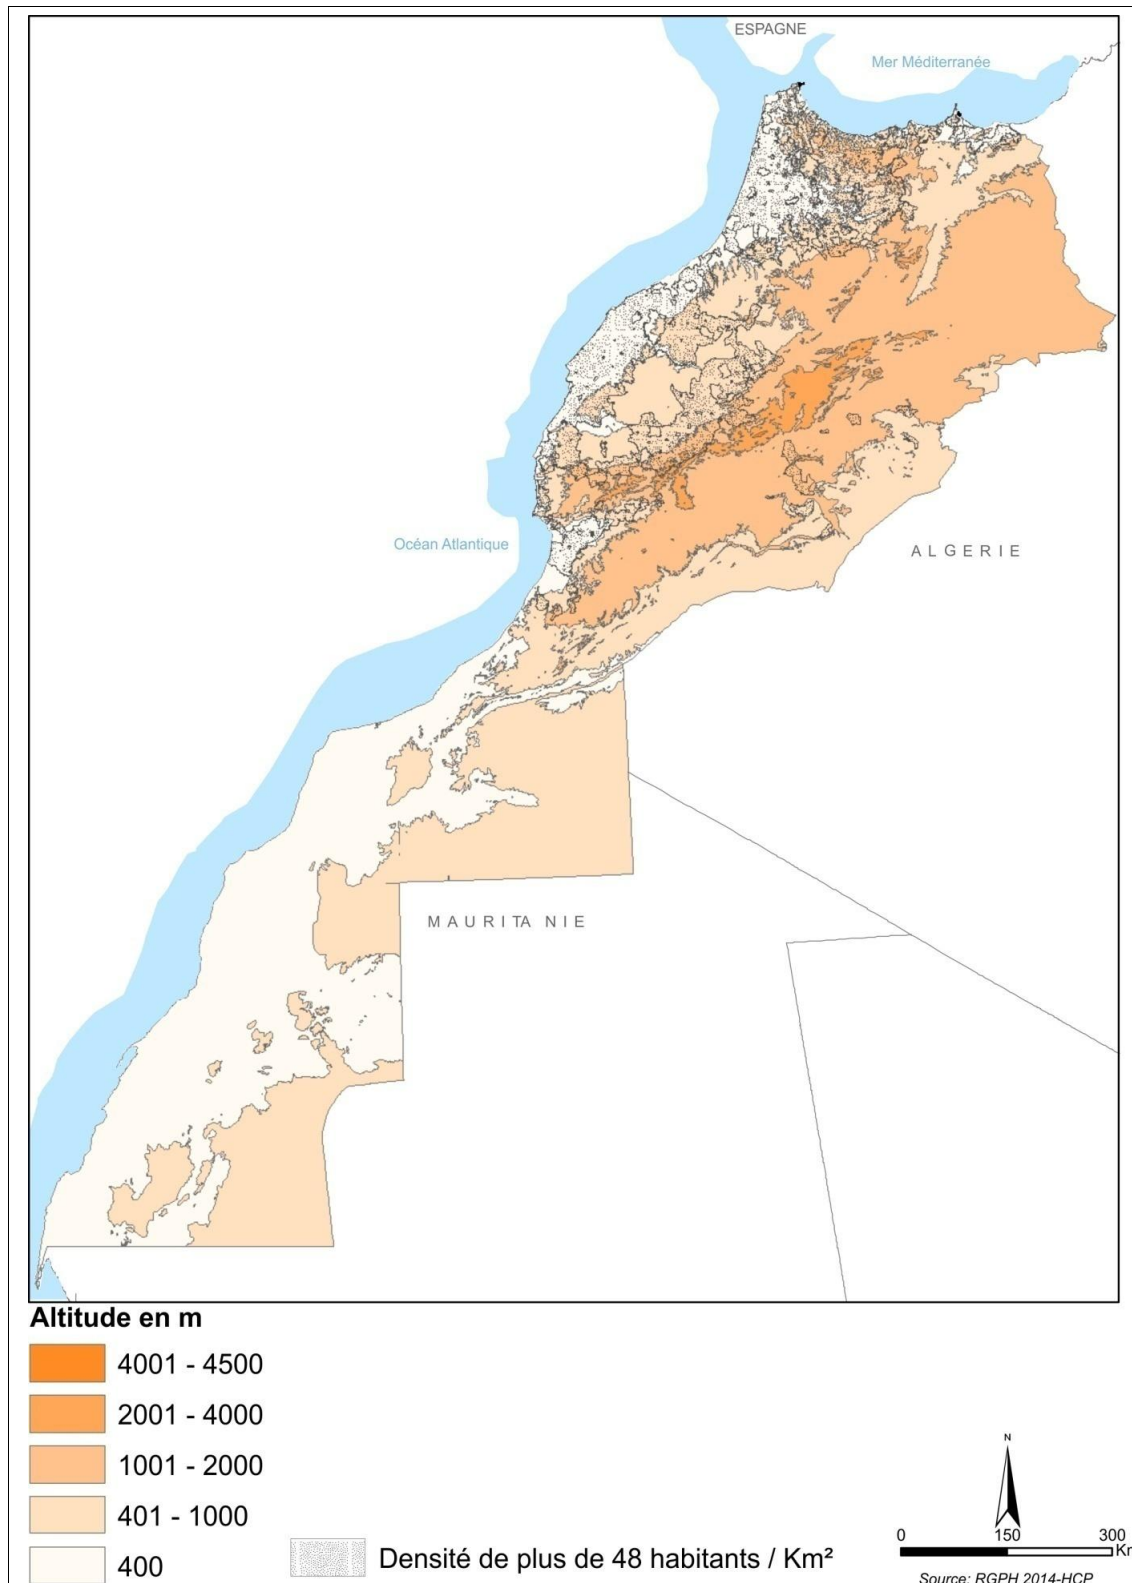 ESPAGNE
Mer Méditerranée
Océan Atlantique
ALGERIE
MAURITA NIE
Altitude en m
4001 - 4500
2001 - 4000
1001 - 2000
401 - 1000
400
Densité de plus de 48 habitants / Km²
N
0 150 300
Km
Source: RGPH 2014-HCP